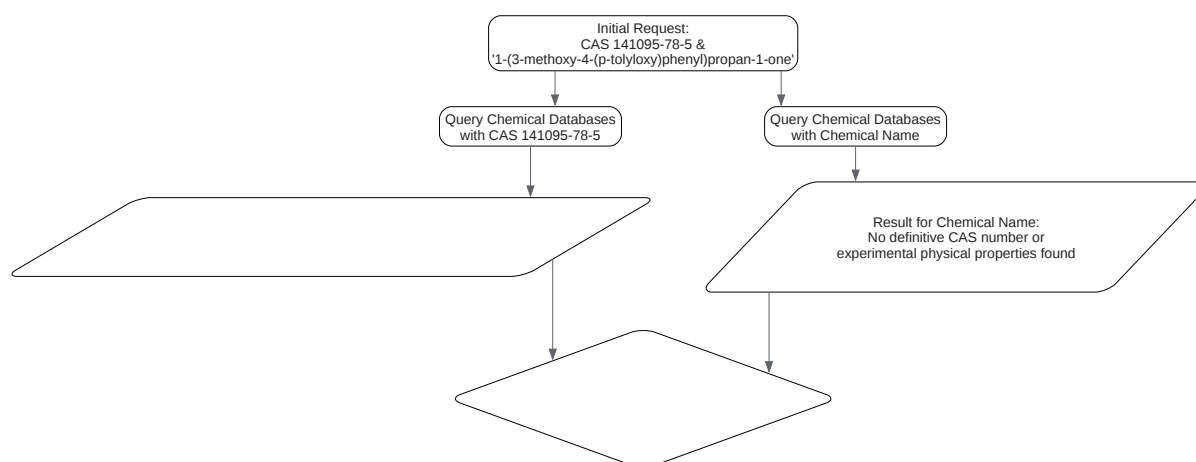 Initial Request:
CAS 141095-78-5 &
'1-(3-methoxy-4-(p-tolyloxy)phenyl)propan-1-one'
Query Chemical Databases
with CAS 141095-78-5
Query Chemical Databases
with Chemical Name
Result for Chemical Name:
No definitive CAS number or
experimental physical properties found